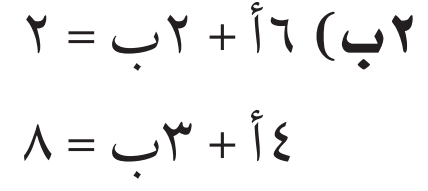 ٢ب) ٦أ + ٢ب = ٢
٤أ + ٣ب = ٨